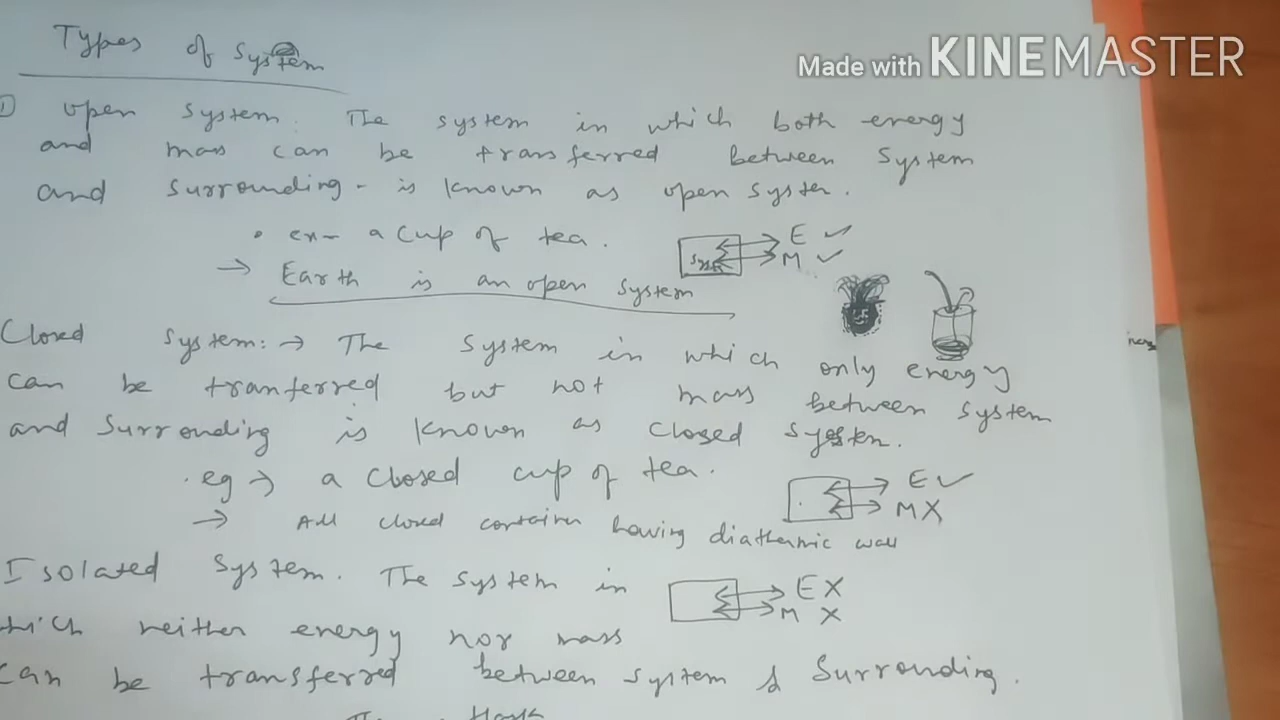 Made with KINEMASTER
Types of System
① open system. The system in which both energy
and mass can be transferred between system
and surrounding - is known as open syster.
• ex- a cup of tea. E ✓
Syst M ✓
→ Earth is an open system
Closed system: → The system in which only energy
can be tranferred but not mass between system
and surrounding is known as closed system.
. eg → a closed cup of tea. E ✓
M X
→ All closed container having diathermic wall
Isolated system. The system in E X
which neither energy nor mass M X
can be transferred between system & Surrounding.